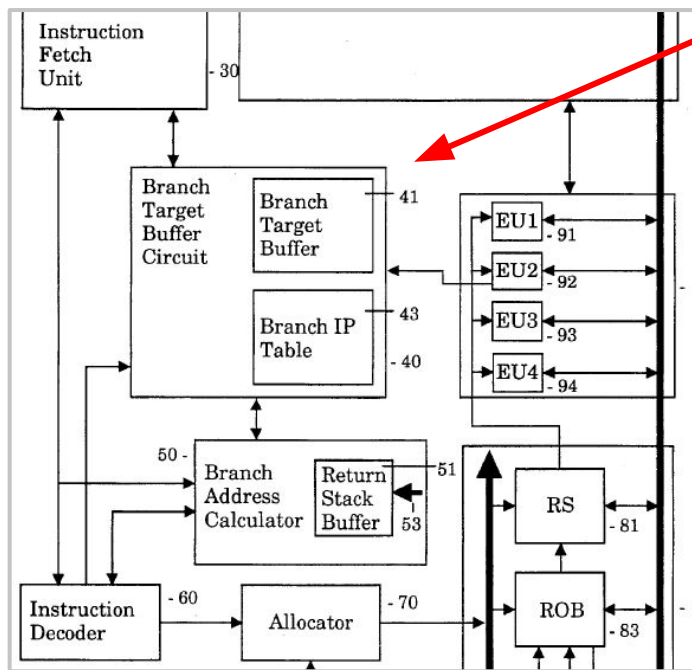 Instruction
Fetch
Unit
- 30
Branch
Target
Buffer
Circuit
Branch
Target
Buffer
41
Branch IP
Table
43
- 40
EU1
- 91
EU2
- 92
EU3
- 93
EU4
- 94
50 -
Branch
Address
Calculator
Return
Stack
Buffer
51
53
RS
- 81
ROB
- 83
Instruction
Decoder
- 60
Allocator
- 70